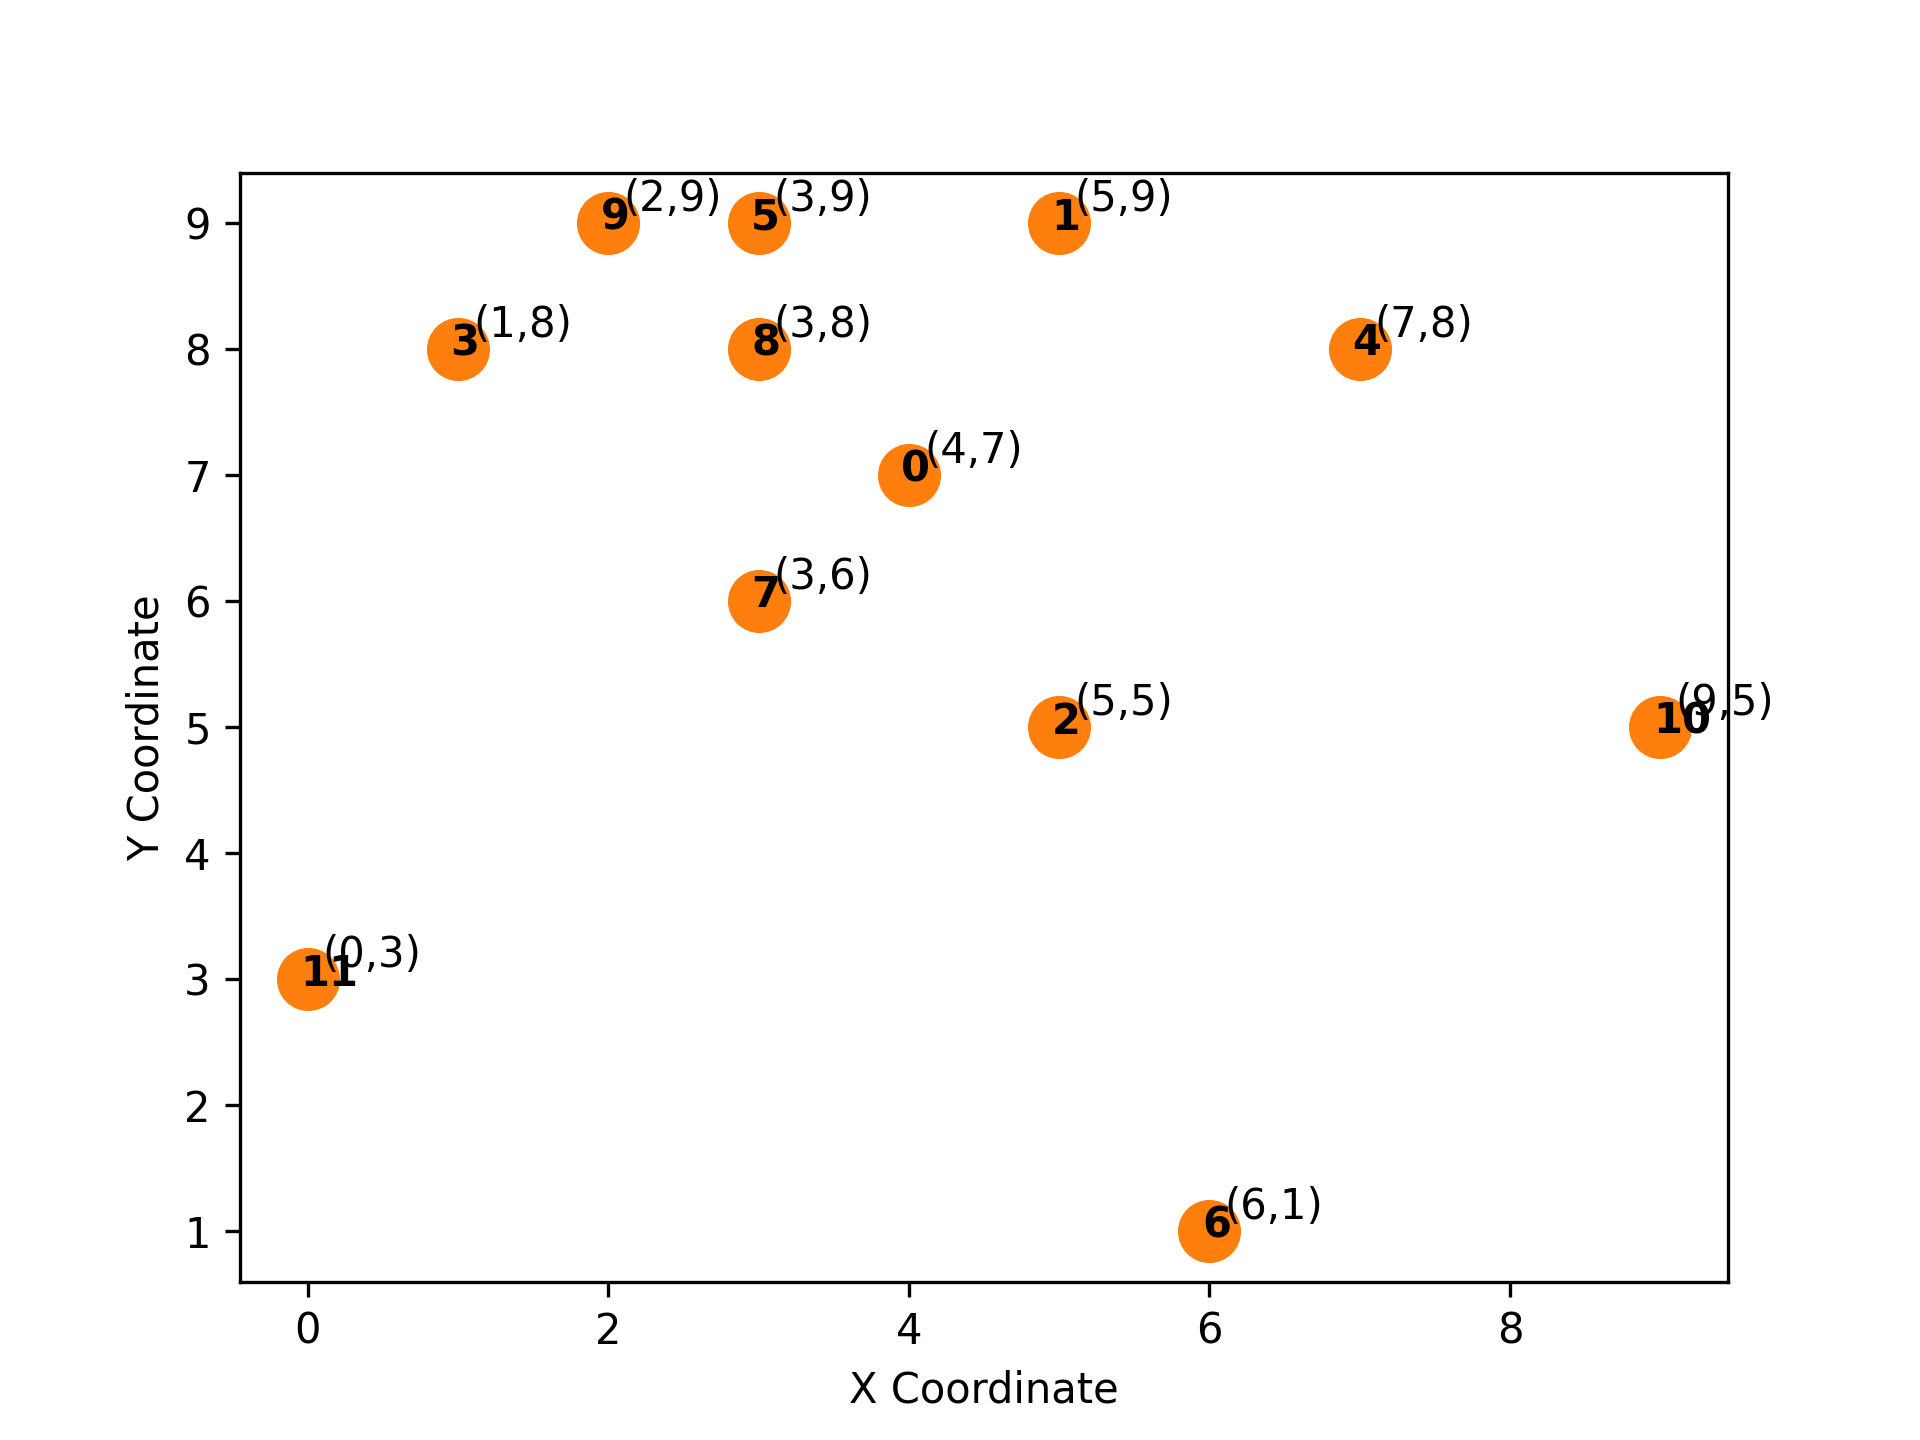 9 (2,9) 5 (3,9) 1 (5,9)
9
3 (1,8) 8 (3,8) 4 (7,8)
8
0 (4,7)
7
7 (3,6)
6
2 (5,5) 10 (9,5)
5
4
11 (0,3)
3
2
6 (6,1)
1
Y Coordinate
0 2 4 6 8
X Coordinate